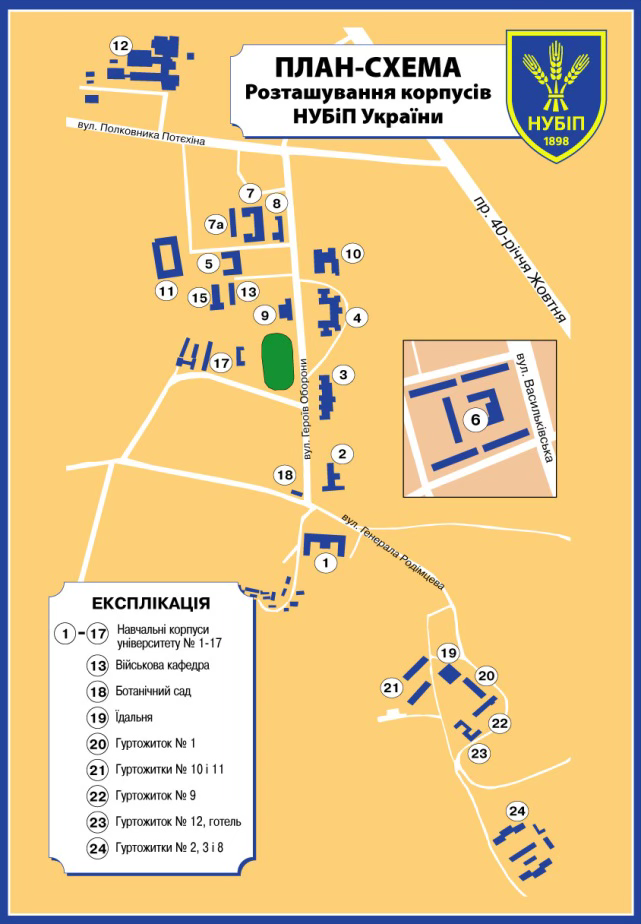 ПЛАН-СХЕМА
Розташування корпусів
НУБіП України
НУБІП
1898
12
вул. Полковника Потєхіна
пр. 40-річчя Жовтня
7
8
7а
5
10
11
15
13
9
4
17
3
вул. Героїв Оборони
вул. Васильківська
6
2
18
вул. Генерала Родімцева
1
19
20
21
22
23
24
ЕКСПЛІКАЦІЯ
1 - 17 Навчальні корпуси
університету № 1-17
13 Військова кафедра
18 Ботанічний сад
19 Їдальня
20 Гуртожиток № 1
21 Гуртожитки № 10 і 11
22 Гуртожиток № 9
23 Гуртожиток № 12, готель
24 Гуртожитки № 2, 3 і 8